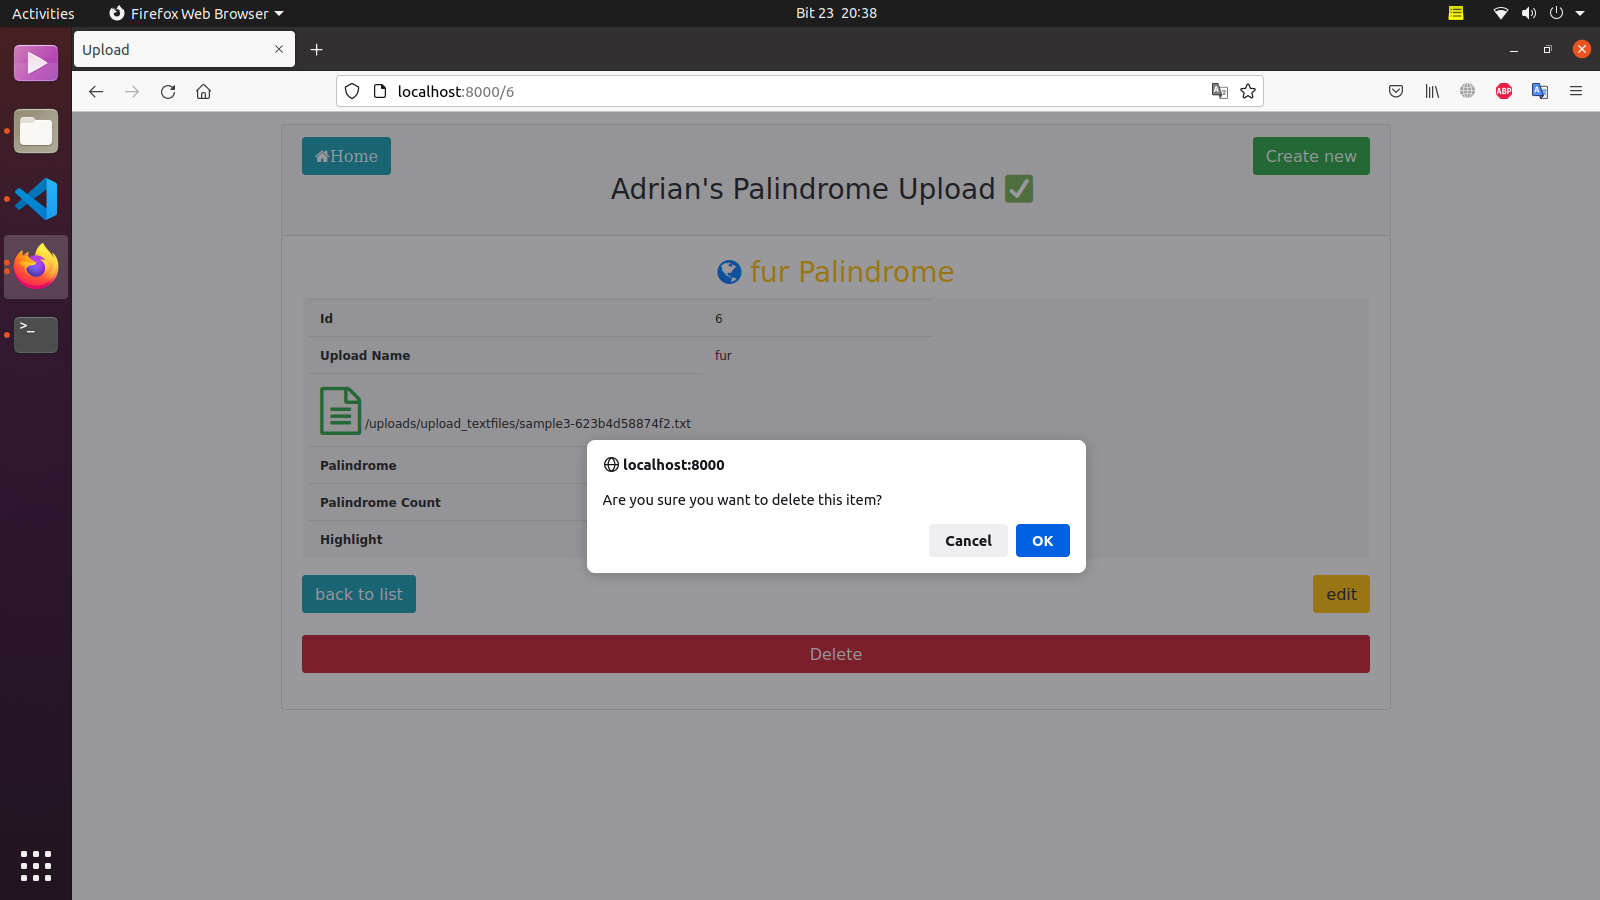 Activities
Firefox Web Browser
Bit 23 20:38
Upload
localhost:8000/6
ABP
Home
Create new
Adrian's Palindrome Upload ✅
fur Palindrome
Id 6
Upload Name fur
/uploads/upload_textfiles/sample3-623b4d58874f2.txt
Palindrome
Palindrome Count
Highlight
localhost:8000
Are you sure you want to delete this item?
Cancel OK
back to list
edit
Delete